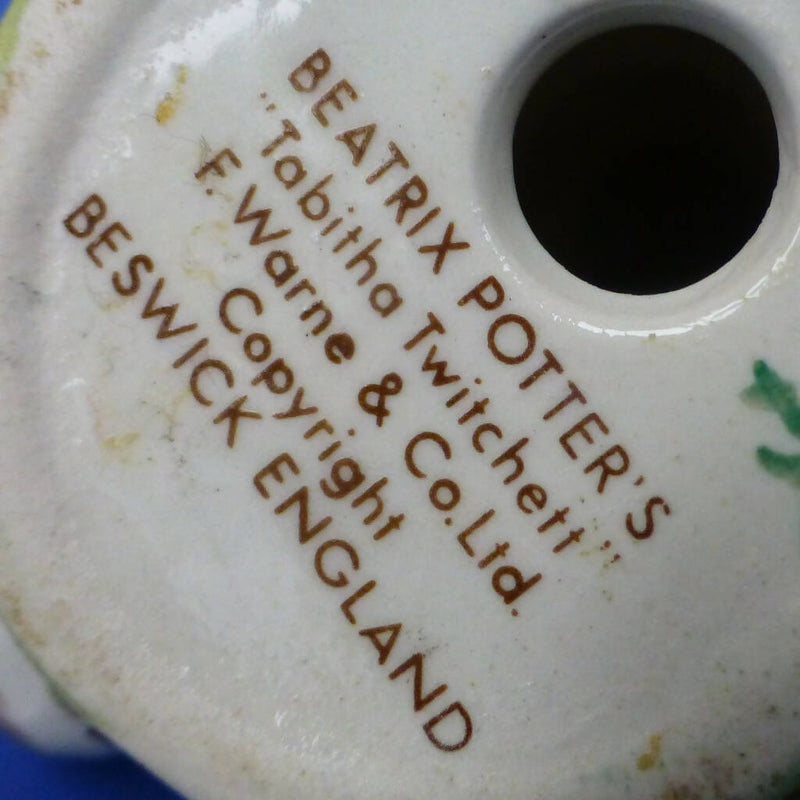 BEATRIX POTTER'S
"Tabitha Twitchett"
F. Warne & Co. Ltd.
Copyright
BESWICK ENGLAND